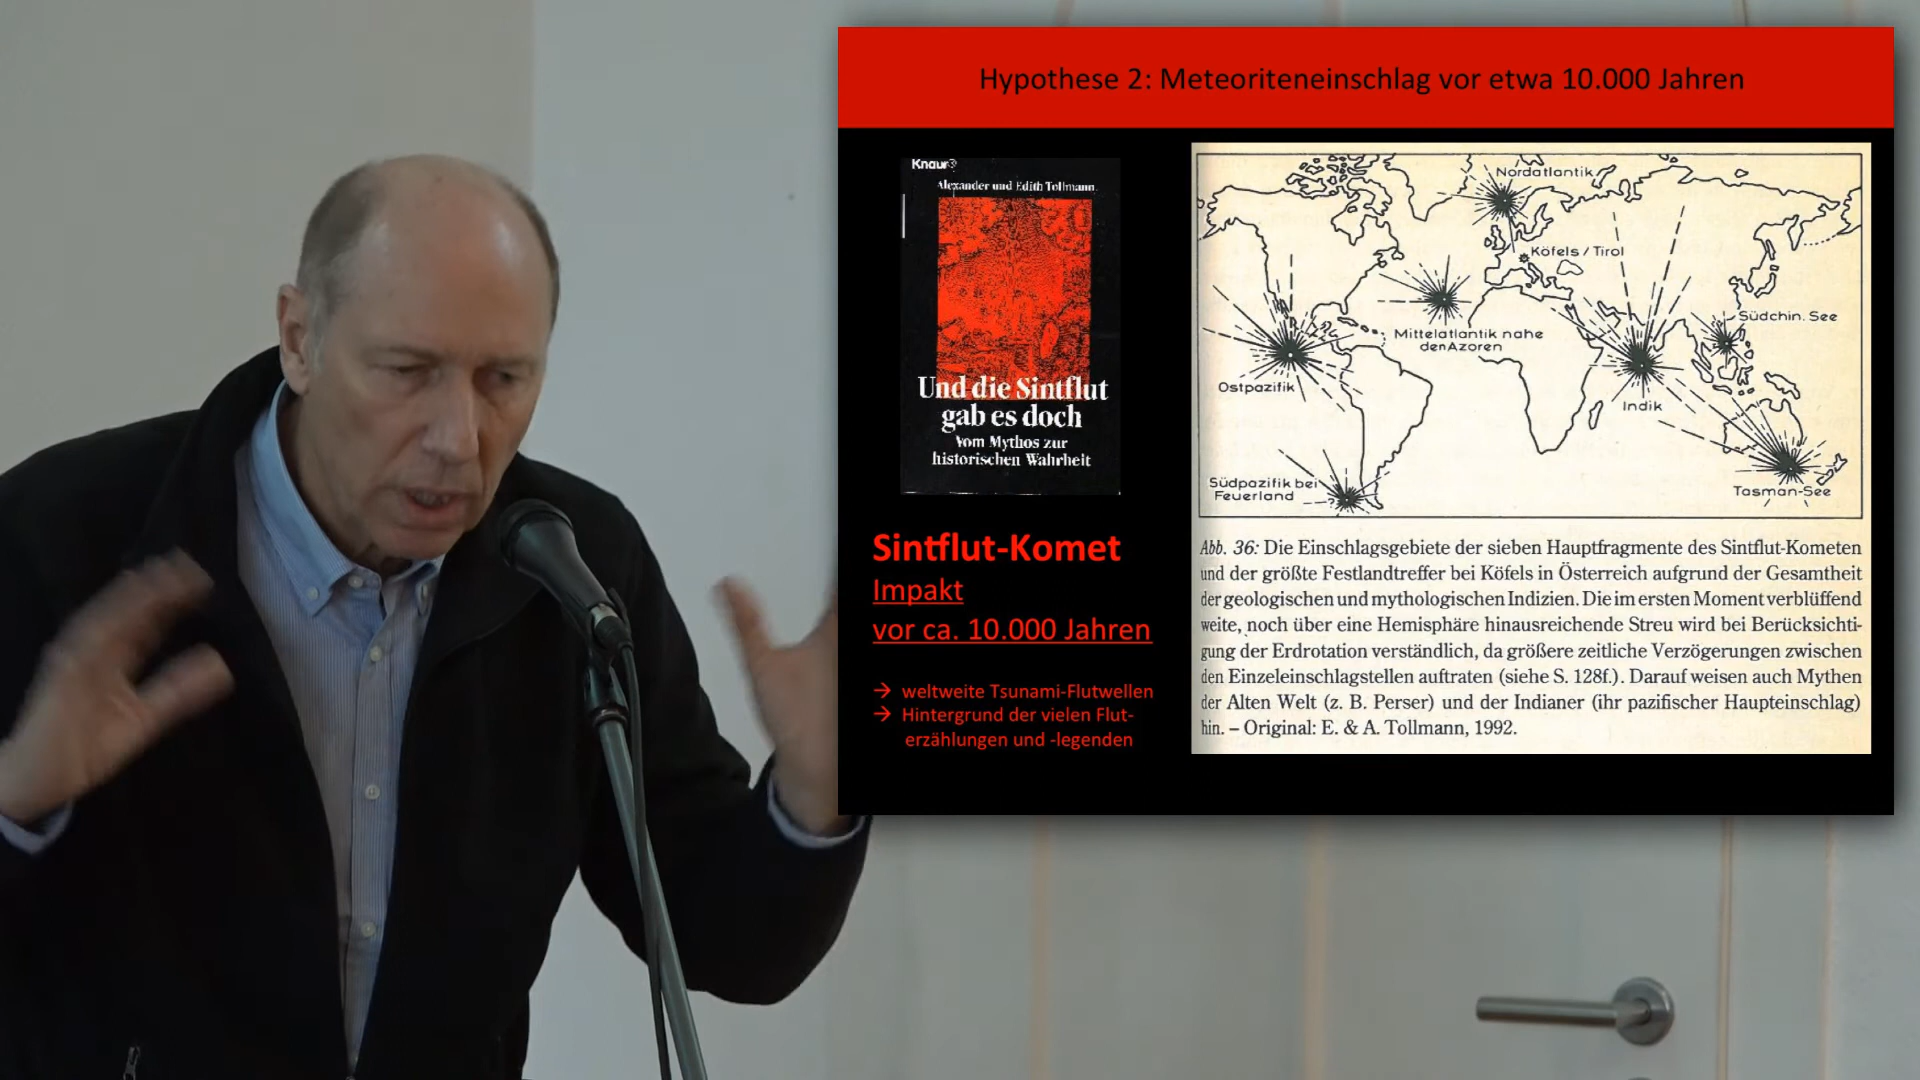 Hypothese 2: Meteoriteneinschlag vor etwa 10.000 Jahren
Knaur
Alexander und Edith Tollmann
Und die Sintflut
gab es doch
Vom Mythos zur
historischen Wahrheit
Sintflut-Komet
Impakt
vor ca. 10.000 Jahren
→ weltweite Tsunami-Flutwellen
→ Hintergrund der vielen Flut-
erzählungen und -legenden
Nordatlantik
Köfels / Tirol
Südchin. See
Mittelatlantik nahe
den Azoren
Ostpazifik
Indik
Südpazifik bei
Feuerland
Tasman-See
Abb. 36: Die Einschlagsgebiete der sieben Hauptfragmente des Sintflut-Kometen
und der größte Festlandtreffer bei Köfels in Österreich aufgrund der Gesamtheit
der geologischen und mythologischen Indizien. Die im ersten Moment verblüffend
weite, noch über eine Hemisphäre hinausreichende Streu wird bei Berücksichti-
gung der Erdrotation verständlich, da größere zeitliche Verzögerungen zwischen
den Einzeleinschlagstellen auftraten (siehe S. 128f.). Darauf weisen auch Mythen
der Alten Welt (z. B. Perser) und der Indianer (ihr pazifischer Haupteinschlag)
hin. – Original: E. & A. Tollmann, 1992.